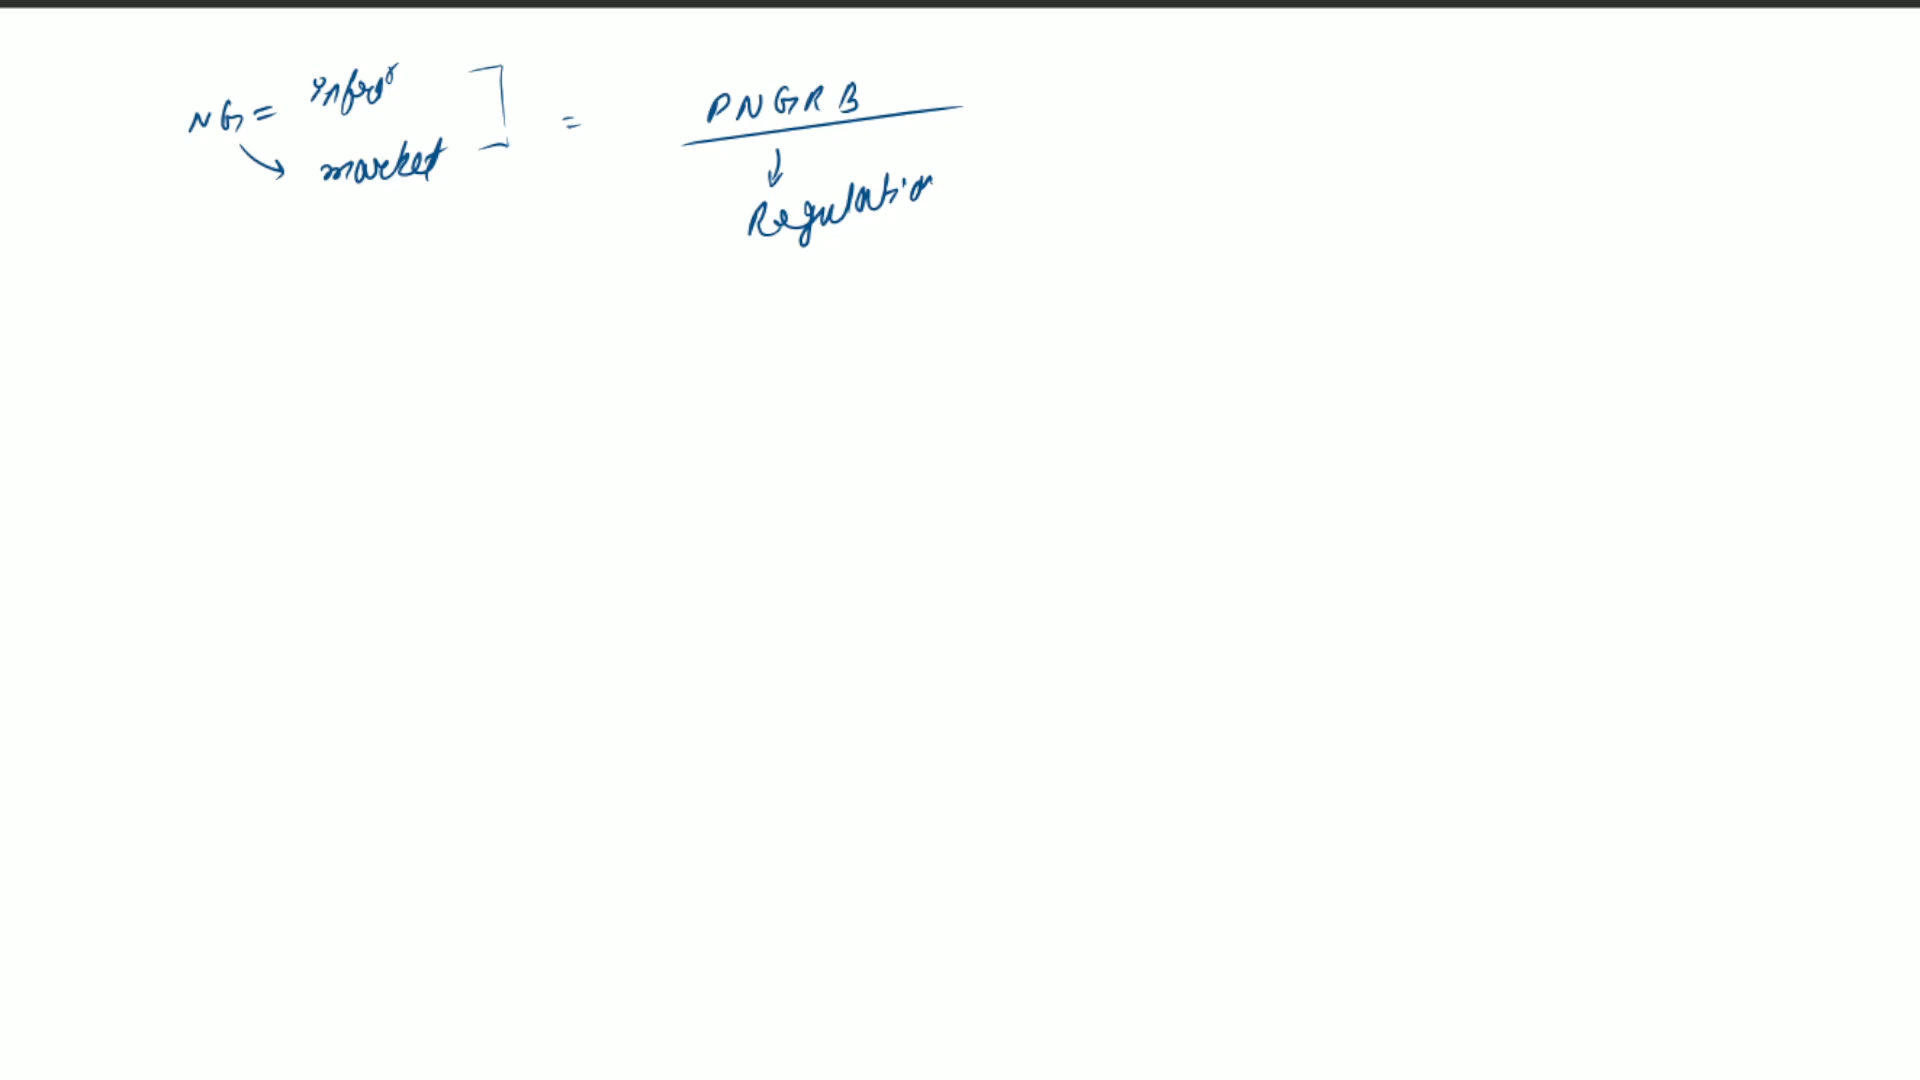 NG = Infra
market
] = PNGRB
↓
Regulation